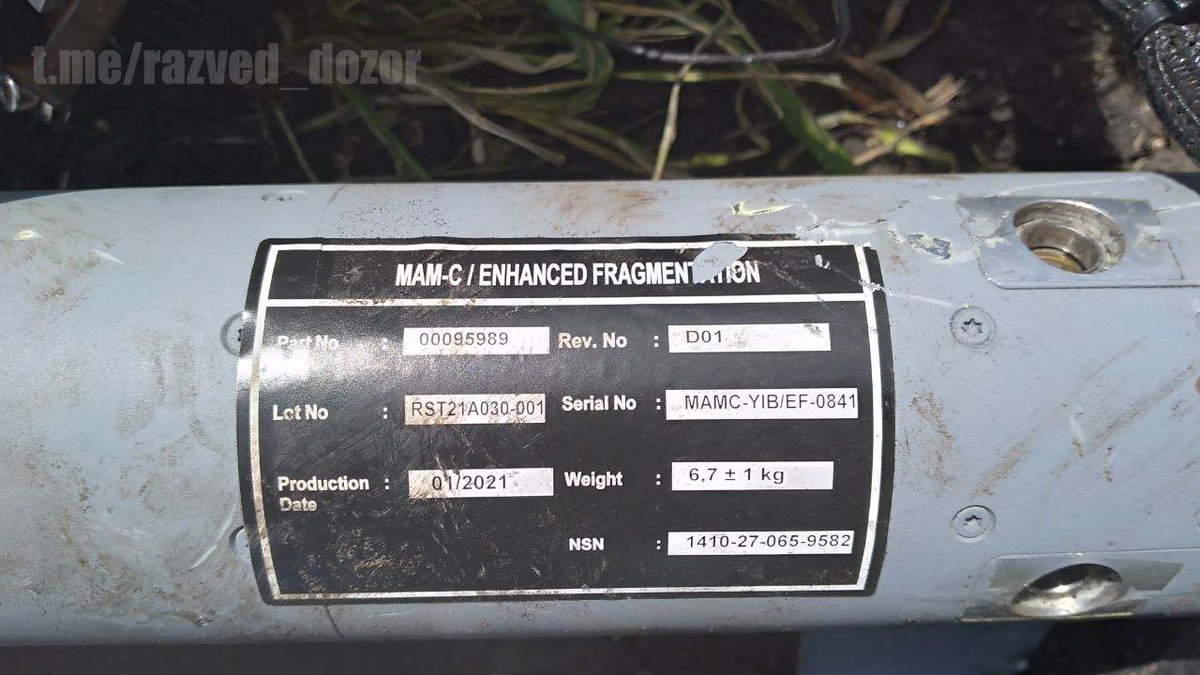 t.me/razved_dozor
MAM-C / ENHANCED FRAGMENTATION
Part No : 00095989 Rev. No : D01
Lot No : RST21A030-001 Serial No : MAMC-YIB/EF-0841
Production Date : 01/2021 Weight : 6,7 ± 1 kg
NSN : 1410-27-065-9582